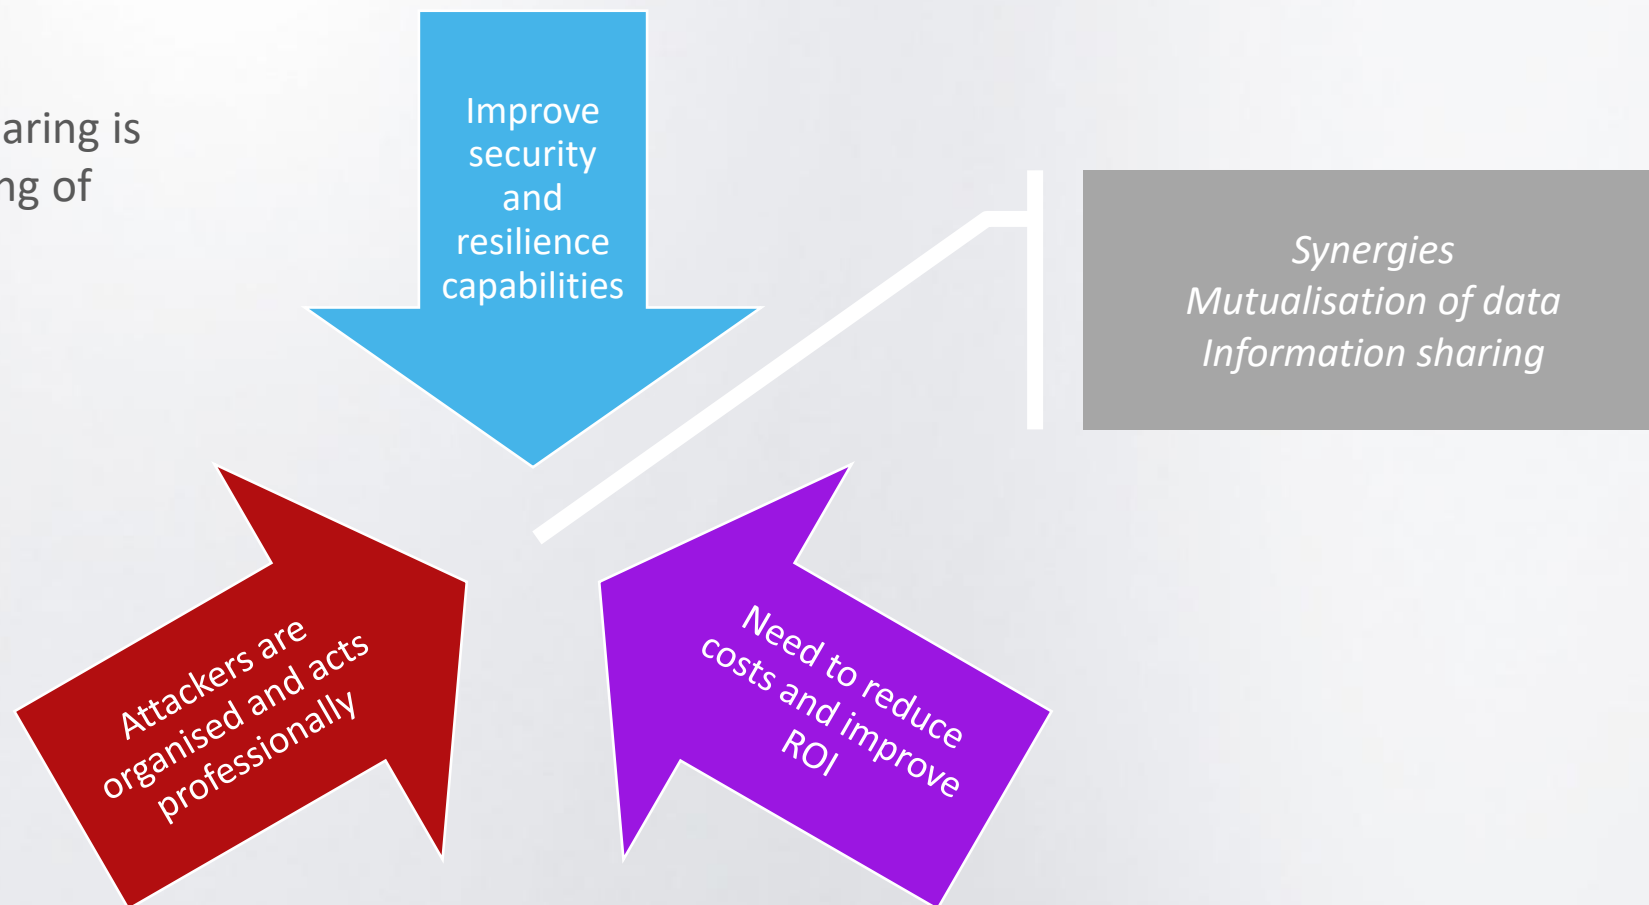 aring is
ng of
Improve
security
and
resilience
capabilities
Synergies
Mutualisation of data
Information sharing
Attackers are
organised and acts
professionally
Need to reduce
costs and improve
ROI